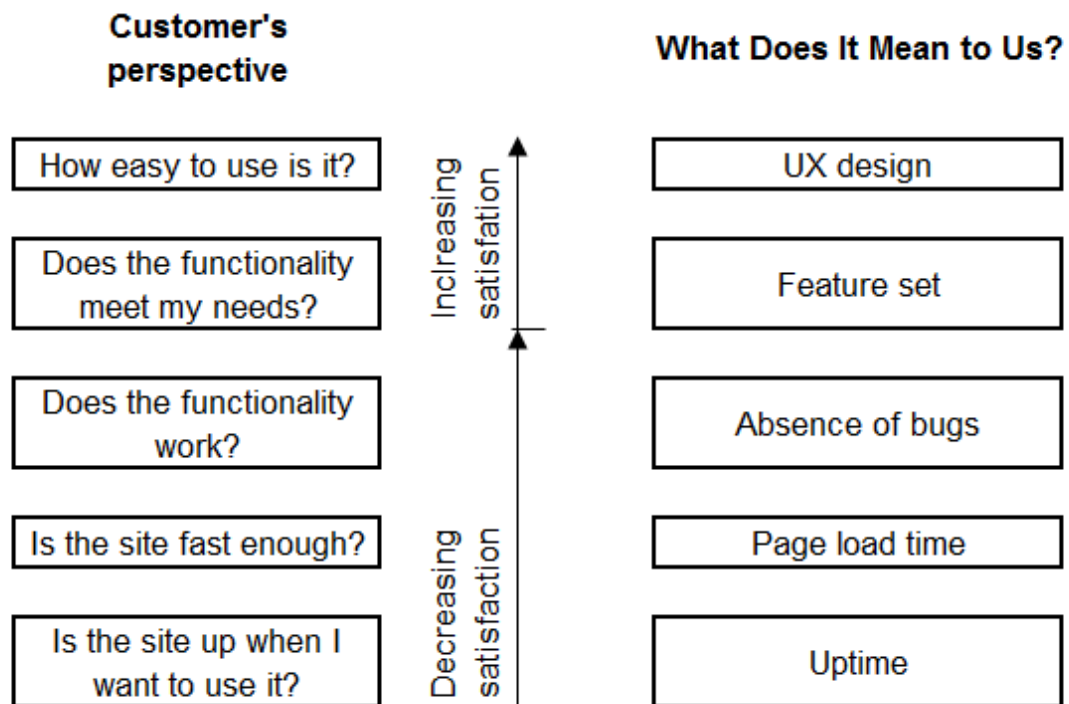 Customer's
perspective
What Does It Mean to Us?
How easy to use is it?
Inclreasing
satisfation
UX design
Does the functionality
meet my needs?
Feature set
Does the functionality
work?
Absence of bugs
Is the site fast enough?
Decreasing
satisfaction
Page load time
Is the site up when I
want to use it?
Uptime